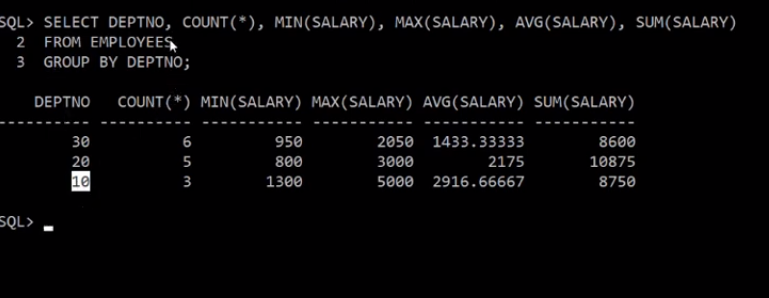 SQL> SELECT DEPTNO, COUNT(*), MIN(SALARY), MAX(SALARY), AVG(SALARY), SUM(SALARY)
2 FROM EMPLOYEES
3 GROUP BY DEPTNO;
DEPTNO COUNT(*) MIN(SALARY) MAX(SALARY) AVG(SALARY) SUM(SALARY)
---------- ---------- ----------- ----------- ----------- -----------
30 6 950 2050 1433.33333 8600
20 5 800 3000 2175 10875
10 3 1300 5000 2916.66667 8750
SQL> _